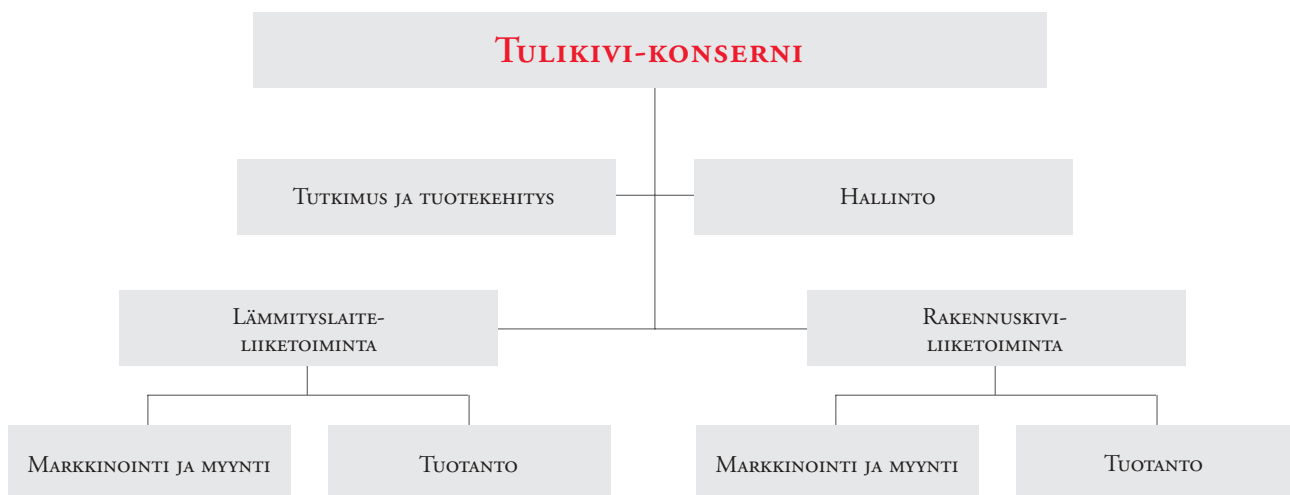 Tulikivi-konserni
Tutkimus ja tuotekehitys
Hallinto
Lämmityslaite-
liiketoiminta
Rakennuskivi-
liiketoiminta
Markkinointi ja myynti
Tuotanto
Markkinointi ja myynti
Tuotanto